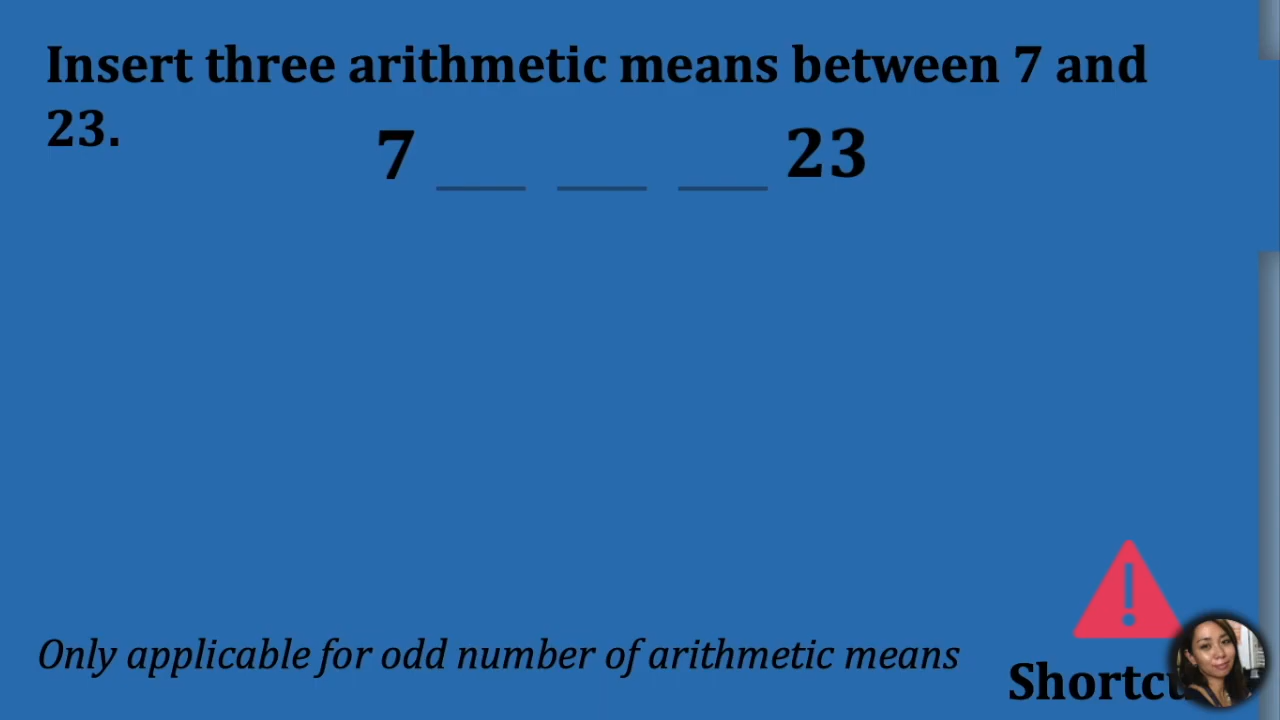 Insert three arithmetic means between 7 and
23.
7 ___ ___ ___ 23
Only applicable for odd number of arithmetic means